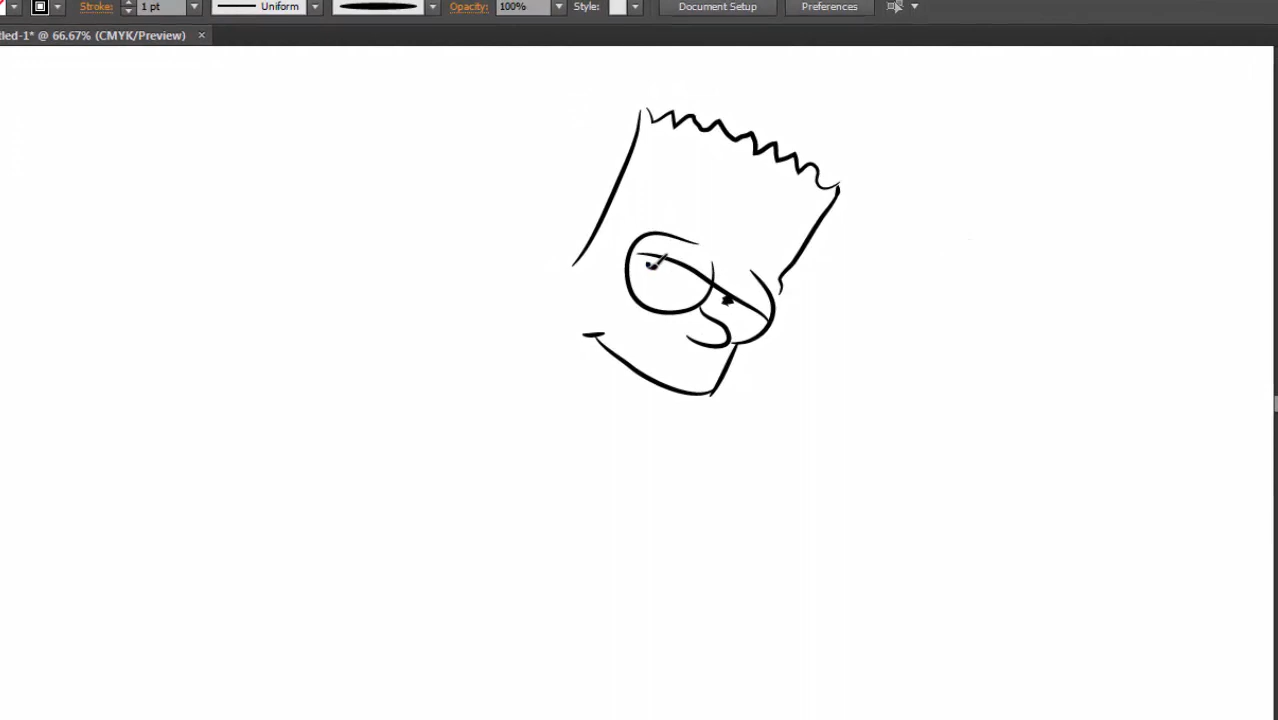 Stroke: 1 pt Uniform Opacity: 100% Style: Document Setup Preferences
tled-1* @ 66.67% (CMYK/Preview) ×